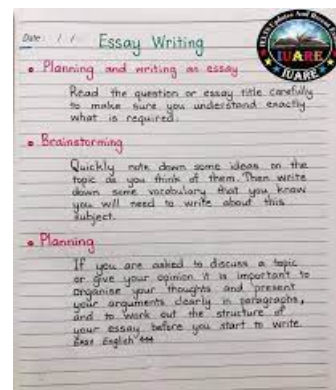 Date: / /
Essay Writing
IUARE
IUARE
Planning and writing an essay
Read the question or essay title carefully
to make sure you understand exactly
what is required.
Brainstorming
Quickly note down some ideas on the
topic as you think of them. Then write
down some vocabulary that you know
you will need to write about this
subject.
Planning
If you are asked to discuss a topic
or give your opinion it is important to
organise your thoughts and present
your arguments clearly in paragraphs,
and to work out the structure of
your essay before you start to write.
English